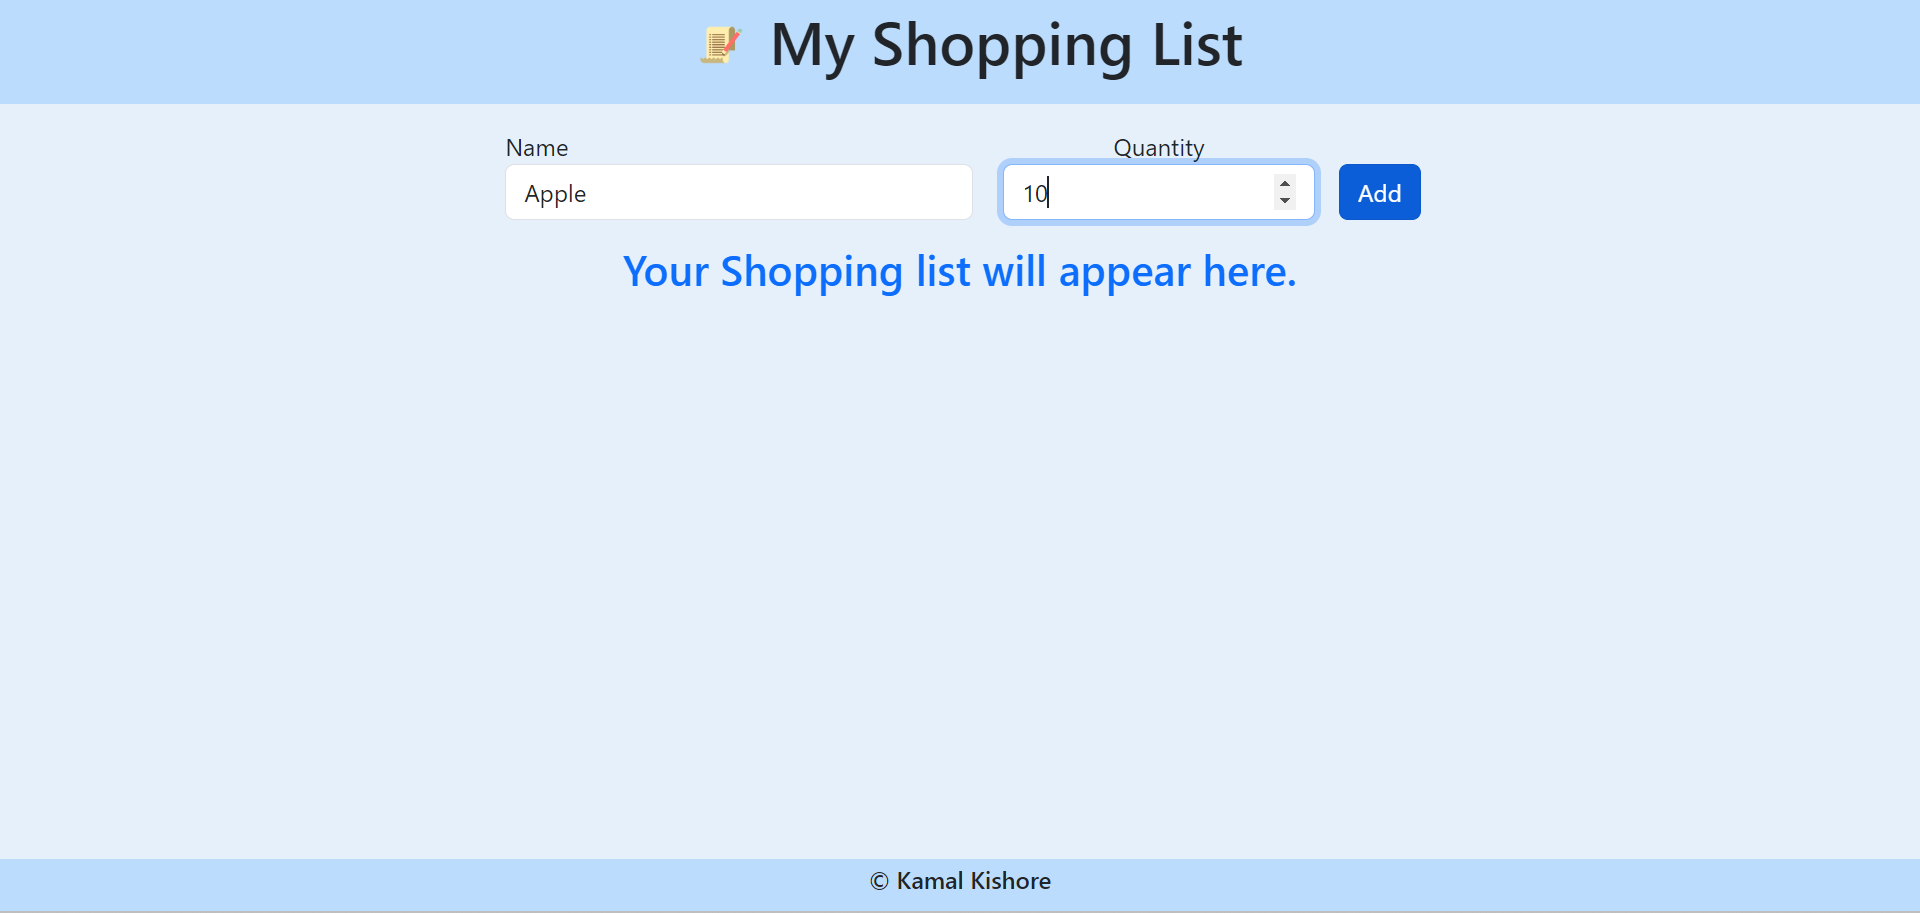 My Shopping List
Name
Quantity
Apple
10
Add
Your Shopping list will appear here.
© Kamal Kishore